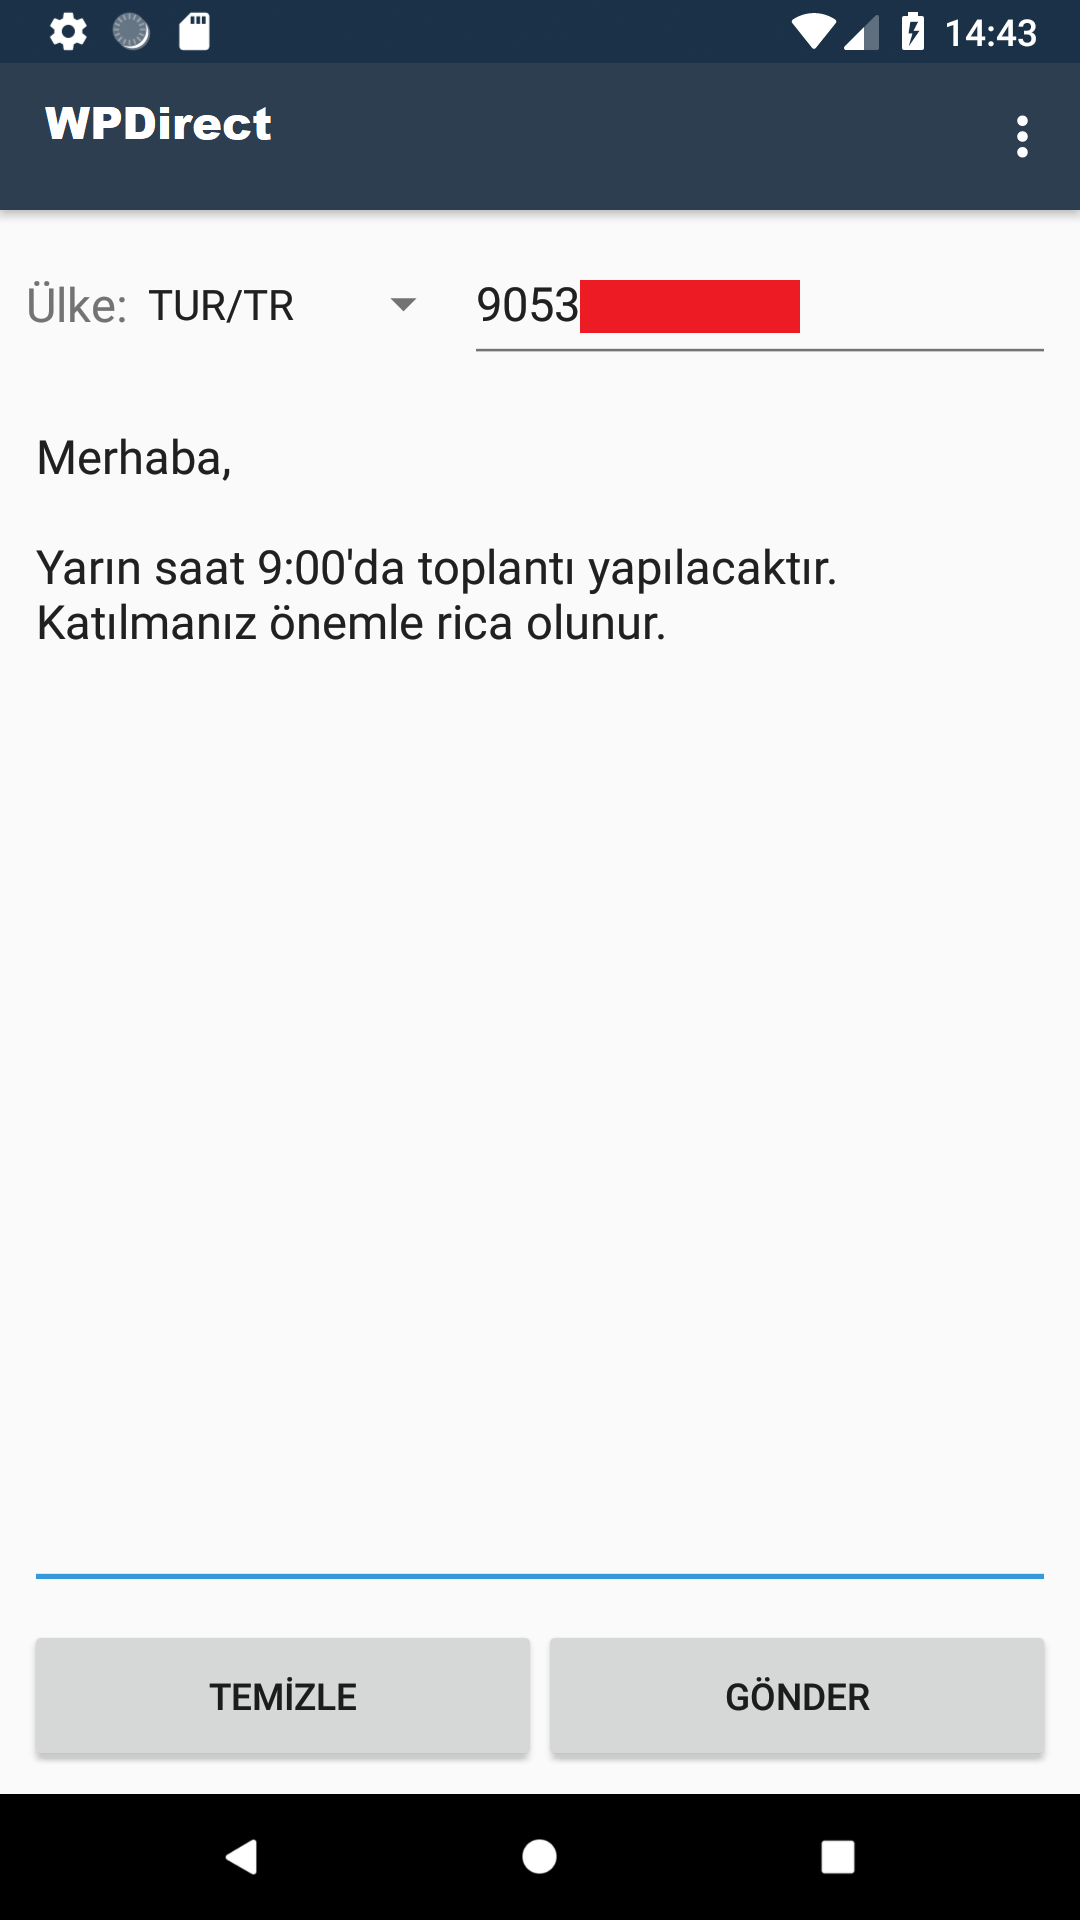 14:43
WPDirect
Ülke: TUR/TR 9053
Merhaba,
Yarın saat 9:00'da toplantı yapılacaktır.
Katılmanız önemle rica olunur.
TEMİZLE GÖNDER